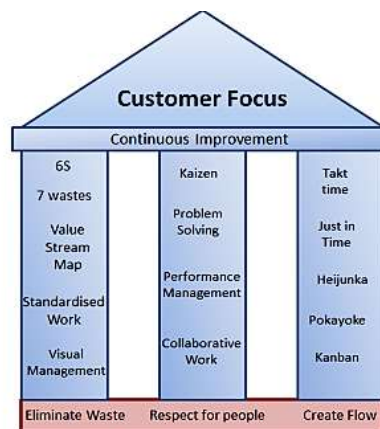 Customer Focus
Continuous Improvement
6S
7 wastes
Value
Stream
Map
Standardised
Work
Visual
Management
Kaizen
Problem
Solving
Performance
Management
Collaborative
Work
Takt
time
Just in
Time
Heijunka
Pokayoke
Kanban
Eliminate Waste
Respect for people
Create Flow